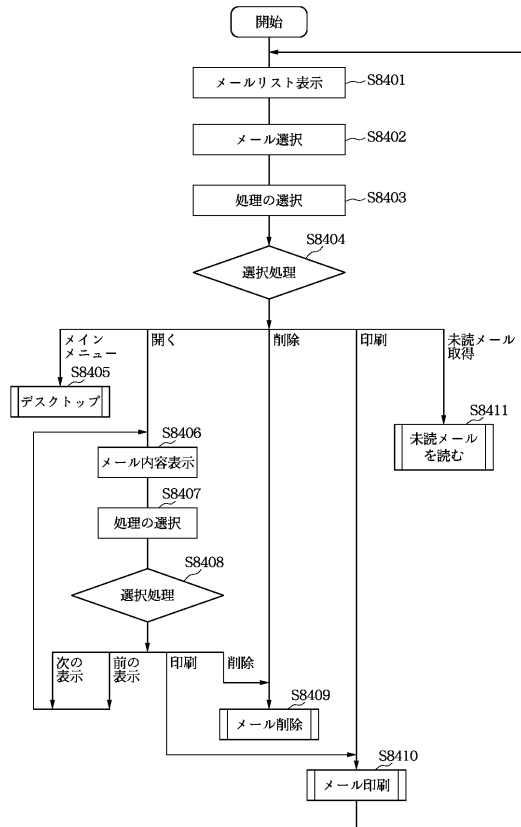 開始
メールリスト表示
S8401
メール選択
S8402
処理の選択
S8403
S8404
選択処理
メイン
メニュー
開く
削除
印刷
未読メール
取得
S8405
デスクトップ
S8411
未読メール
を読む
S8406
メール内容表示
S8407
処理の選択
S8408
選択処理
次の
表示
前の
表示
印刷
削除
S8409
メール削除
S8410
メール印刷